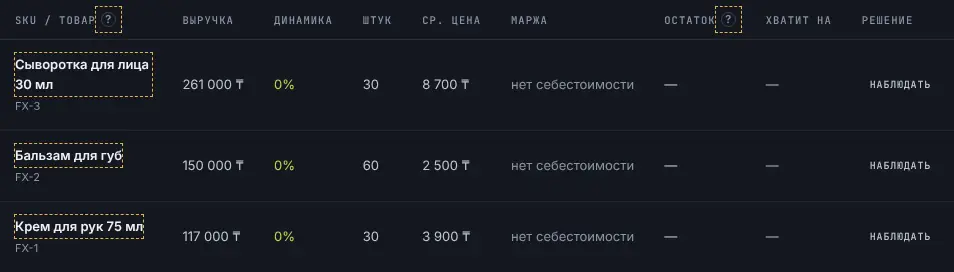 SKU / ТОВАР ? ВЫРУЧКА ДИНАМИКА ШТУК СР. ЦЕНА МАРЖА ОСТАТОК ? ХВАТИТ НА РЕШЕНИЕ
Сыворотка для лица
30 мл
FX-3
261 000 ₸ 0% 30 8 700 ₸ нет себестоимости — — НАБЛЮДАТЬ
Бальзам для губ
FX-2
150 000 ₸ 0% 60 2 500 ₸ нет себестоимости — — НАБЛЮДАТЬ
Крем для рук 75 мл
FX-1
117 000 ₸ 0% 30 3 900 ₸ нет себестоимости — — НАБЛЮДАТЬ